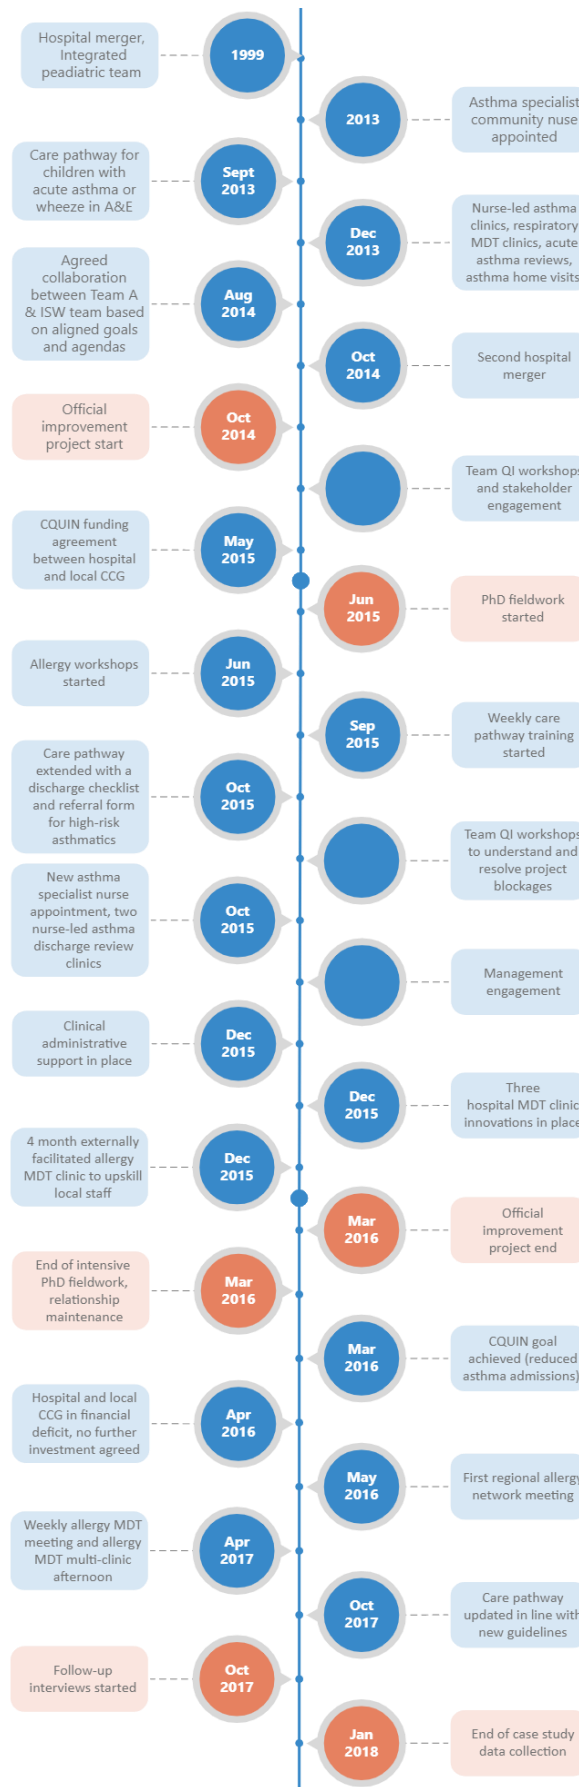 Hospital merger,
Integrated
peadiatric team
1999
2013
Asthma specialist
community nuse
appointed
Care pathway for
children with
acute asthma or
wheeze in A&E
Sept
2013
Dec
2013
Nurse-led asthma
clinics, respiratory
MDT clinics, acute
asthma reviews,
asthma home visits
Agreed
collaboration
between Team A
& ISW team based
on aligned goals
and agendas
Aug
2014
Oct
2014
Second hospital
merger
Official
improvement
project start
Oct
2014
Team QI workshops
and stakeholder
engagement
CQUIN funding
agreement
between hospital
and local CCG
May
2015
Jun
2015
PhD fieldwork
started
Allergy workshops
started
Jun
2015
Sep
2015
Weekly care
pathway training
started
Care pathway
extended with a
discharge checklist
and referral form
for high-risk
asthmatics
Oct
2015
Team QI workshops
to understand and
resolve project
blockages
New asthma
specialist nurse
appointment, two
nurse-led asthma
discharge review
clinics
Oct
2015
Management
engagement
Clinical
administrative
support in place
Dec
2015
Dec
2015
Three
hospital MDT clinic
innovations in place
4 month externally
facilitated allergy
MDT clinic to upskill
local staff
Dec
2015
Mar
2016
Official
improvement
project end
End of intensive
PhD fieldwork,
relationship
maintenance
Mar
2016
Mar
2016
CQUIN goal
achieved (reduced
asthma admissions)
Hospital and local
CCG in financial
deficit, no further
investment agreed
Apr
2016
May
2016
First regional allergy
network meeting
Weekly allergy MDT
meeting and allergy
MDT multi-clinic
afternoon
Apr
2017
Oct
2017
Care pathway
updated in line with
new guidelines
Follow-up
interviews started
Oct
2017
Jan
2018
End of case study
data collection